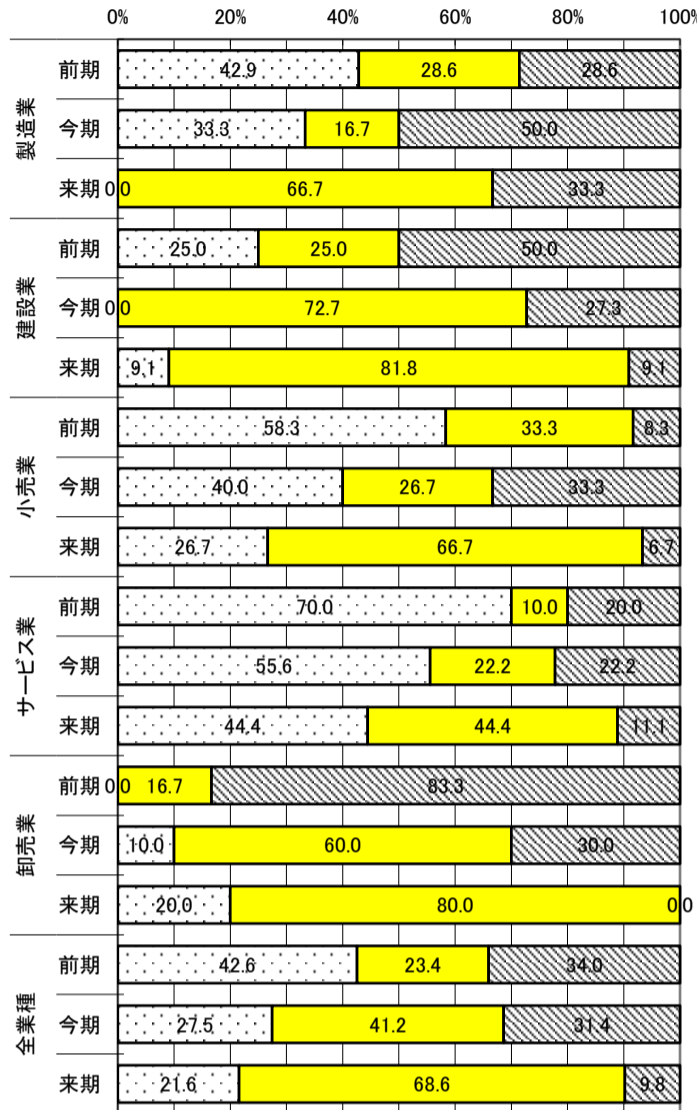 0% 20% 40% 60% 80% 100%
製造業
前期 42.9 28.6 28.6
今期 33.3 16.7 50.0
来期 0.0 66.7 33.3
建設業
前期 25.0 25.0 50.0
今期 0.0 72.7 27.3
来期 9.1 81.8 9.1
小売業
前期 58.3 33.3 8.3
今期 40.0 26.7 33.3
来期 26.7 66.7 6.7
サービス業
前期 70.0 10.0 20.0
今期 55.6 22.2 22.2
来期 44.4 44.4 11.1
卸売業
前期 0.0 16.7 83.3
今期 10.0 60.0 30.0
来期 20.0 80.0 0.0
全業種
前期 42.6 23.4 34.0
今期 27.5 41.2 31.4
来期 21.6 68.6 9.8